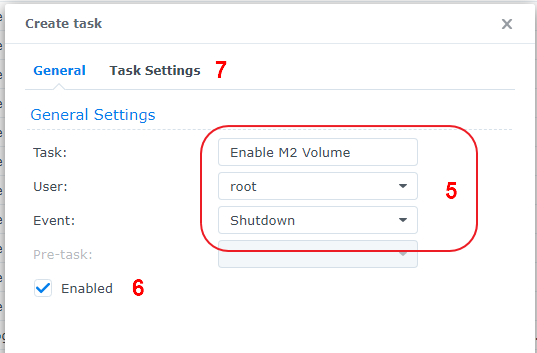 Create task
General Task Settings 7
General Settings
Task: Enable M2 Volume
User: root 5
Event: Shutdown
Pre-task:
Enabled 6